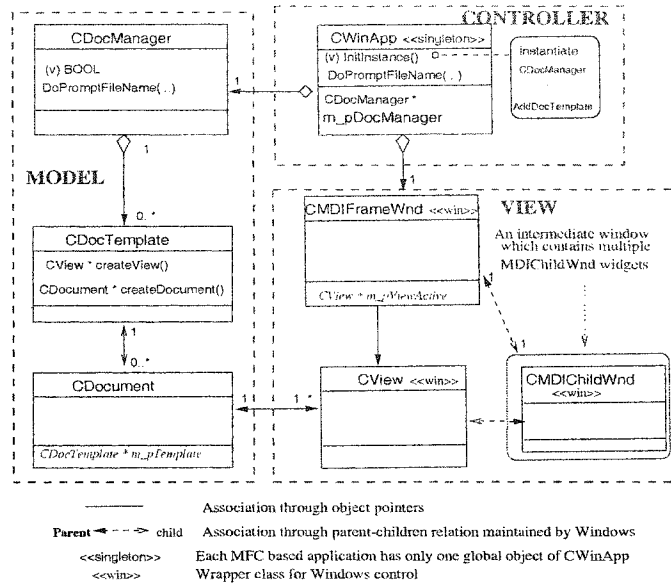 CONTROLLER
CDocManager
(v) BOOL
DoPromptFileName(..)
1
CWinApp <<singleton>>
(v) InitInstance()
DoPromptFileName(..)
CDocManager *
m_pDocManager
instantiate
CDocManager
.
AddDocTemplate
1
1
MODEL
0..*
CDocTemplate
CView * createView()
CDocument * createDocument()
1
0..*
CDocument
CDocTemplate * m_pTemplate
VIEW
CMDIFrameWnd <<win>>
CView * m_pViewActive
An intermediate window
which contains multiple
MDIChildWnd widgets
1
1
1
1..*
CView <<win>>
CMDIChildWnd
<<win>>
Association through object pointers
Parent child Association through parent-children relation maintained by Windows
<<singleton>> Each MFC based application has only one global object of CWinApp
<<win>> Wrapper class for Windows control